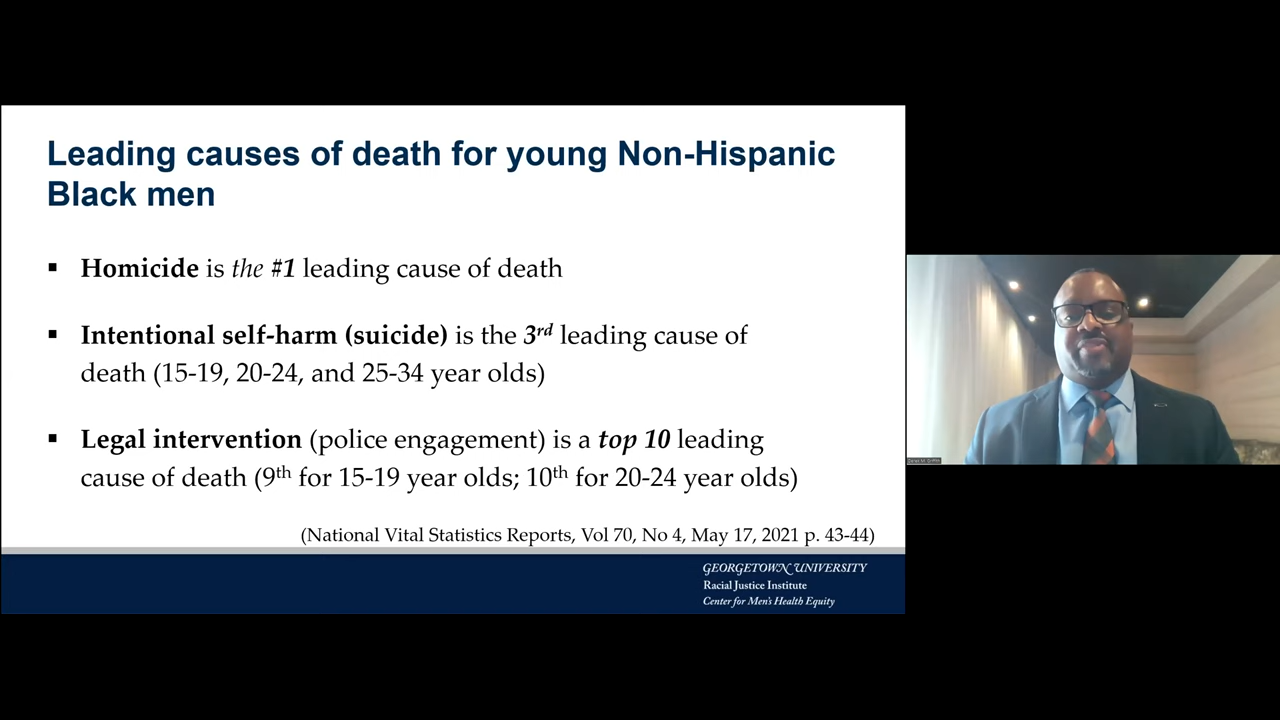 Leading causes of death for young Non-Hispanic
Black men
▪ Homicide is the #1 leading cause of death
▪ Intentional self-harm (suicide) is the 3rd leading cause of
death (15-19, 20-24, and 25-34 year olds)
▪ Legal intervention (police engagement) is a top 10 leading
cause of death (9th for 15-19 year olds; 10th for 20-24 year olds)
(National Vital Statistics Reports, Vol 70, No 4, May 17, 2021 p. 43-44)
GEORGETOWN UNIVERSITY
Racial Justice Institute
Center for Men's Health Equity
Derek M. Griffith